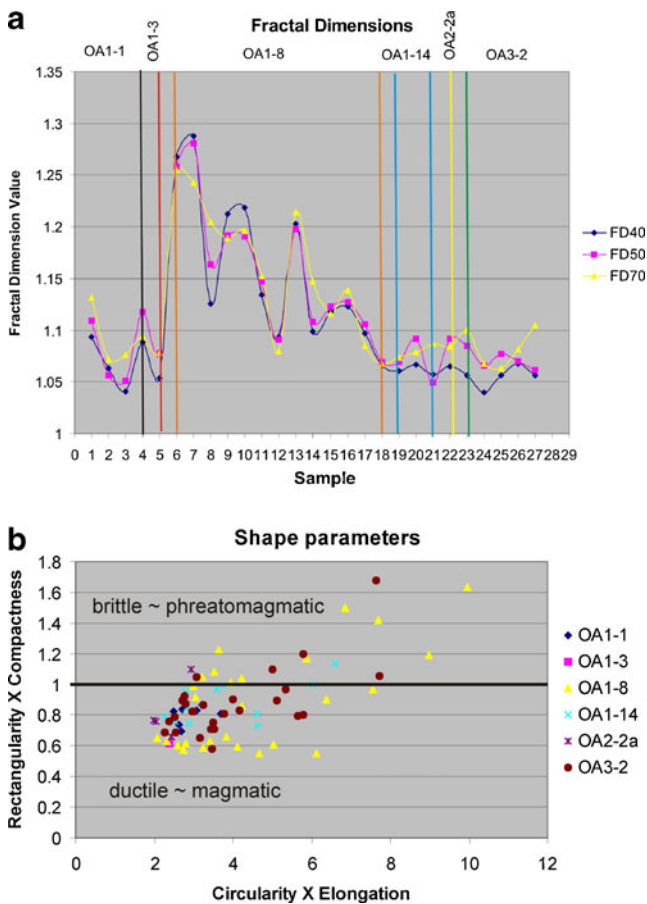 a
Fractal Dimensions
OA1-1 OA1-3 OA1-8 OA1-14 OA2-2a OA3-2
Fractal Dimension Value
1.35
1.3
1.25
1.2
1.15
1.1
1.05
1
0 1 2 3 4 5 6 7 8 9 10 11 12 13 14 15 16 17 18 19 20 21 22 23 24 25 26 27 28 29
Sample
FD40
FD50
FD70
b
Shape parameters
Rectangularity X Compactness
1.8
1.6
1.4
1.2
1
0.8
0.6
0.4
0.2
0
brittle ~ phreatomagmatic
ductile ~ magmatic
0 2 4 6 8 10 12
Circularity X Elongation
OA1-1
OA1-3
OA1-8
OA1-14
OA2-2a
OA3-2